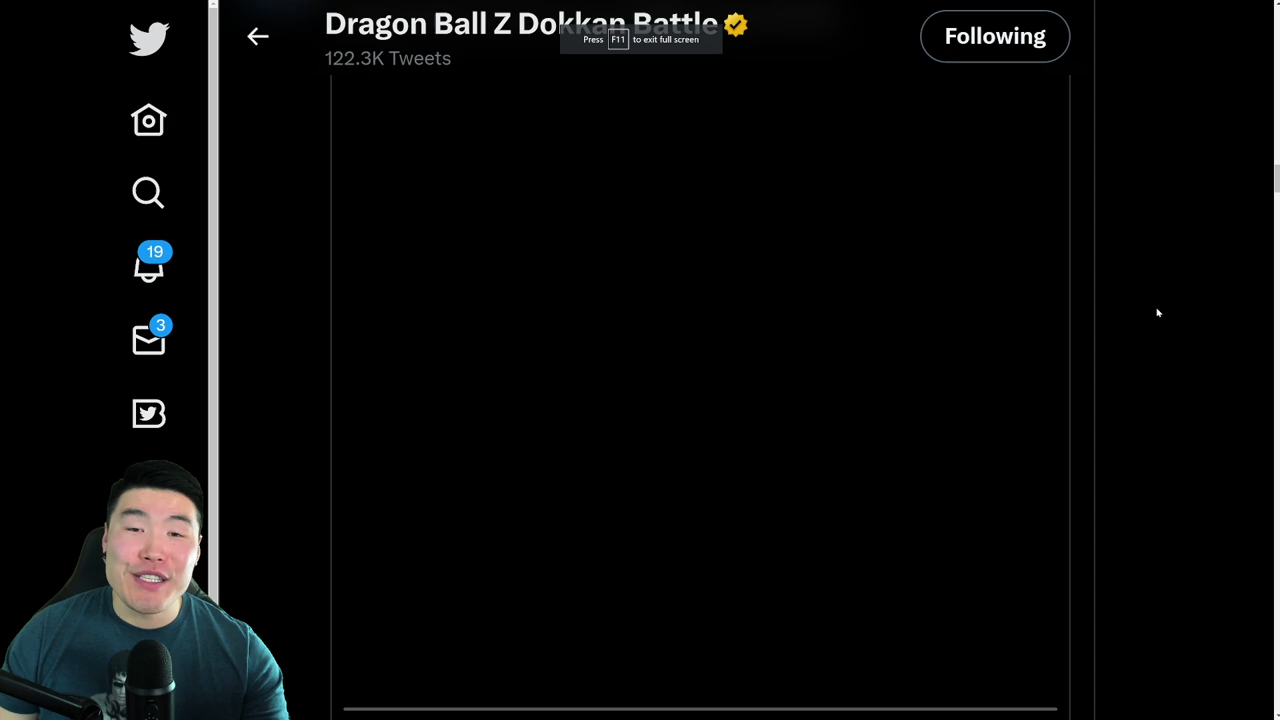 Dragon Ball Z Dokkan Battle
122.3K Tweets
Press F11 to exit full screen
Following
19
3